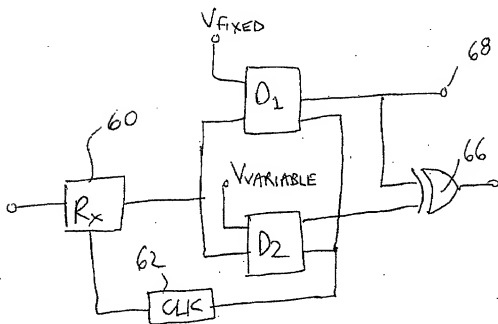 VFIXED
68
60
D1
66
Rx
VVARIABLE
D2
62
CLK